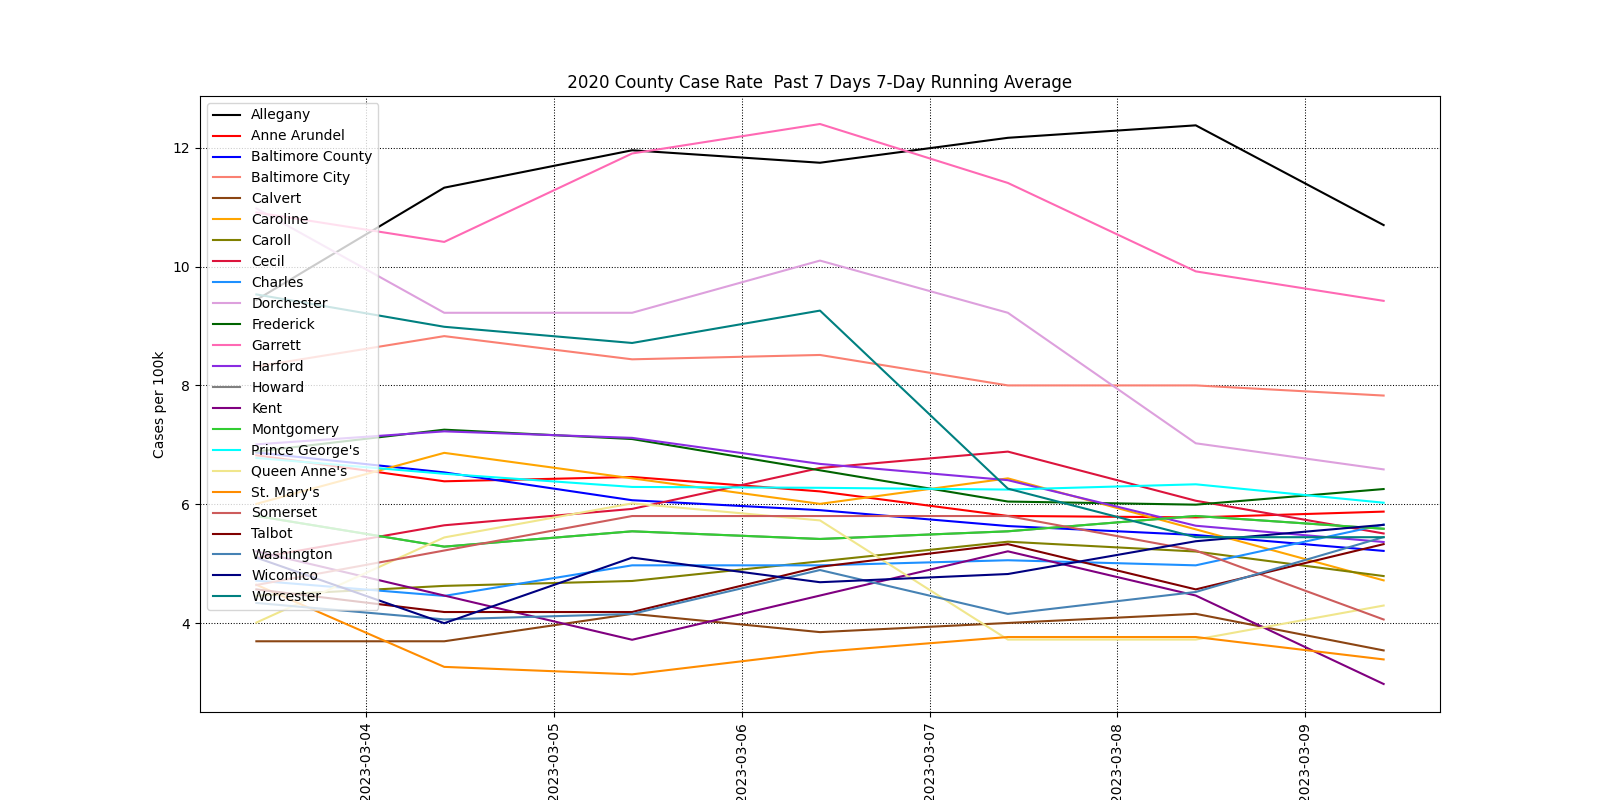 2020 County Case Rate  Past 7 Days 7-Day Running Average
Cases per 100k
12
10
8
6
4
Allegany
Anne Arundel
Baltimore County
Baltimore City
Calvert
Caroline
Caroll
Cecil
Charles
Dorchester
Frederick
Garrett
Harford
Howard
Kent
Montgomery
Prince George's
Queen Anne's
St. Mary's
Somerset
Talbot
Washington
Wicomico
Worcester
2023-03-04
2023-03-05
2023-03-06
2023-03-07
2023-03-08
2023-03-09